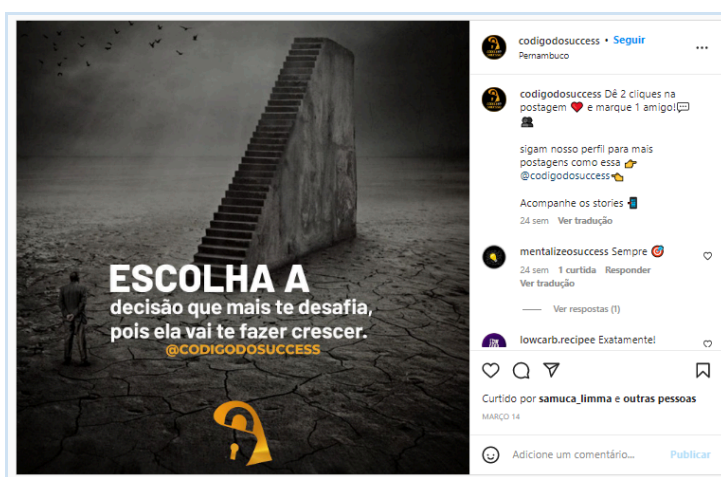 ESCOLHA A
decisão que mais te desafia,
pois ela vai te fazer crescer.
@CODIGODOSUCCESS
codigodosuccess • Seguir
Pernambuco
codigodosuccess Dê 2 cliques na
postagem ❤️ e marque 1 amigo!💬
👥
sigam nosso perfil para mais
postagens como essa 👉
@codigodosuccess👈
Acompanhe os stories 📲
24 sem Ver tradução
mentalizeosuccess Sempre 🎯
24 sem 1 curtida Responder
Ver tradução
Ver respostas (1)
lowcarb.recipee Exatamente!
Curtido por samuca_limma e outras pessoas
MARÇO 14
Adicione um comentário... Publicar